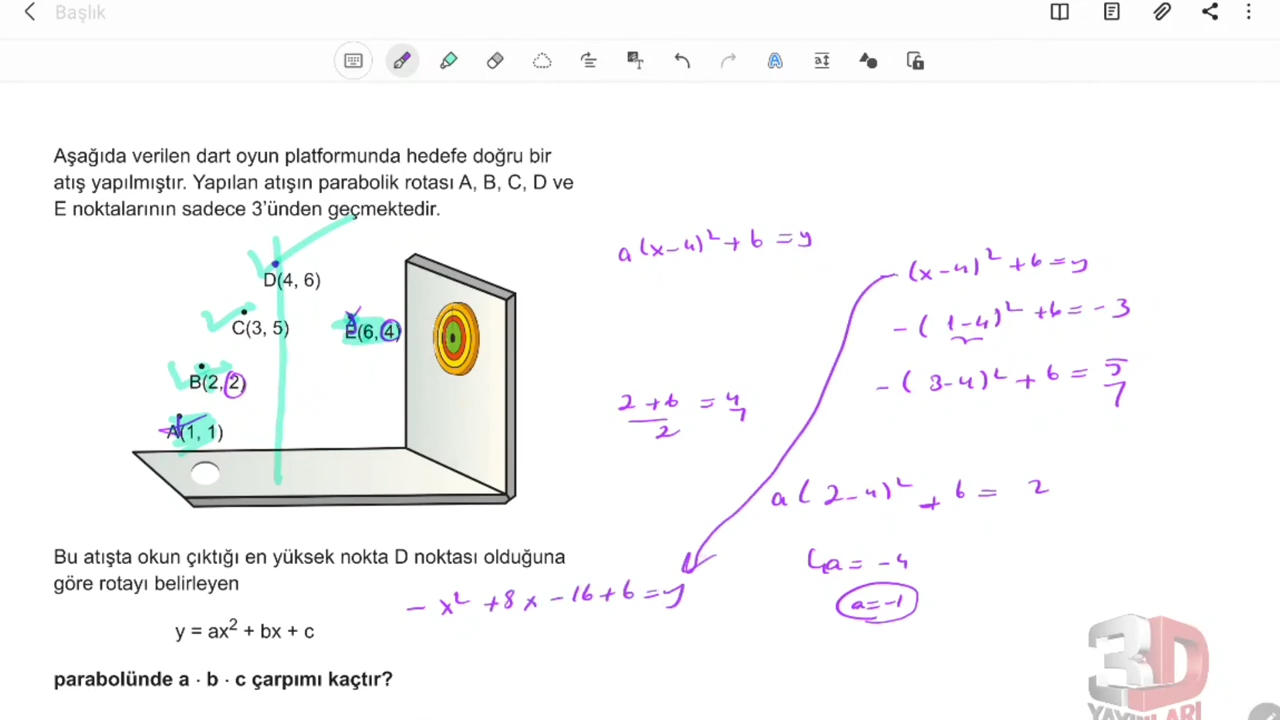 Başlık
Aşağıda verilen dart oyun platformunda hedefe doğru bir
atış yapılmıştır. Yapılan atışın parabolik rotası A, B, C, D ve
E noktalarının sadece 3'ünden geçmektedir.
D(4, 6)
C(3, 5)
E(6, 4)
B(2, 2)
A(1, 1)
a(x-4)² + 6 = y
-(x-4)² + 6 = y
-(1-4)² + 6 = -3
-(3-4)² + 6 = 5
2+6/2 = 4
a(2-4)² + 6 = 2
4a = -4
a=-1
-x² + 8x - 16 + 6 = y
Bu atışta okun çıktığı en yüksek nokta D noktası olduğuna
göre rotayı belirleyen
y = ax² + bx + c
parabolünde a · b · c çarpımı kaçtır?
3D
YAYINLARI